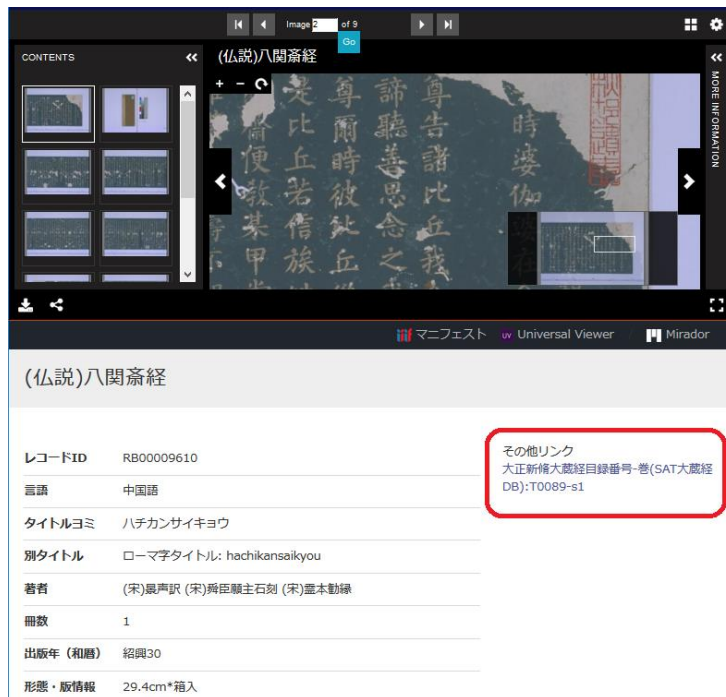 Image 2 of 9
Go
CONTENTS
(仏説)八関斎経
MORE INFORMATION
時婆伽
尊告諸比丘我
諦聽善思念之
尊爾時彼比丘
是比丘若信族
便敎某甲
マニフェスト UV Universal Viewer Mirador
(仏説)八関斎経
レコードID RB00009610
言語 中国語
タイトルヨミ ハチカンサイキョウ
別タイトル ローマ字タイトル: hachikansaikyou
著者 (宋)曇声訳 (宋)舜臣願主石刻 (宋)霊本勧縁
冊数 1
出版年（和暦） 紹興30
形態・版情報 29.4cm*箱入
その他リンク
大正新脩大蔵経目録番号-巻(SAT大蔵経
DB):T0089-s1